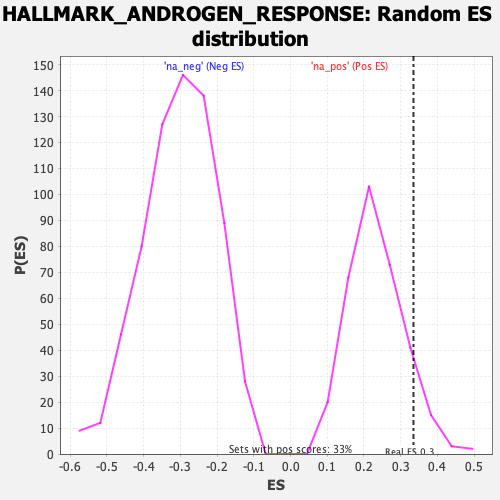 HALLMARK_ANDROGEN_RESPONSE: Random ES
distribution
'na_neg' (Neg ES)
'na_pos' (Pos ES)
150
140
130
120
110
100
90
80
70
60
50
40
30
20
10
0
P(ES)
Sets with pos scores: 33%
Real ES 0.3
-0.6 -0.5 -0.4 -0.3 -0.2 -0.1 0.0 0.1 0.2 0.3 0.4 0.5
ES